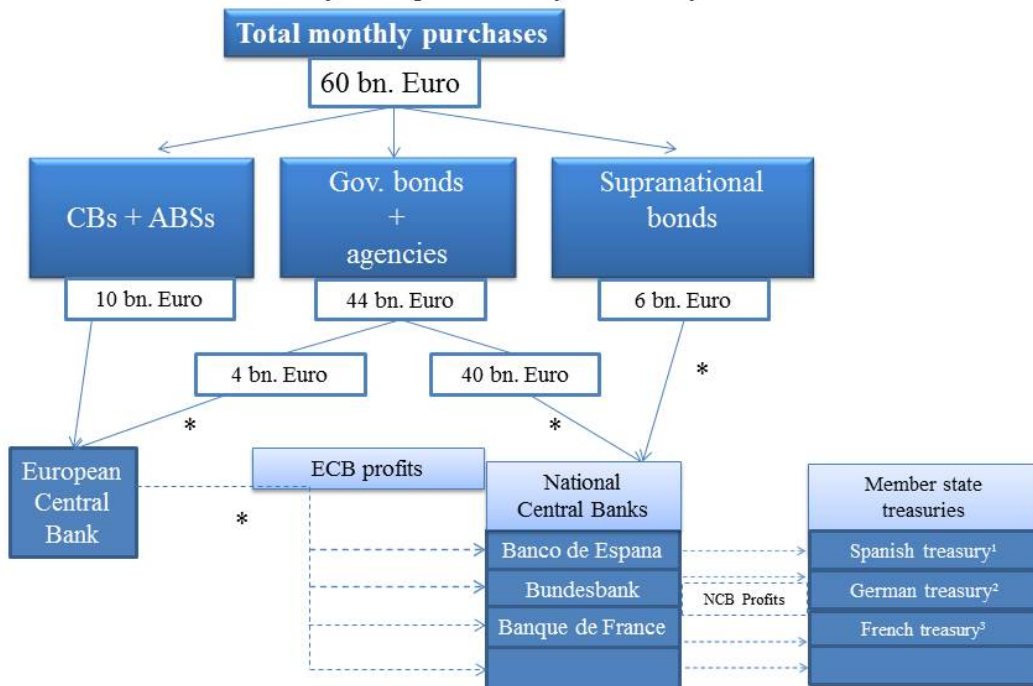 Total monthly purchases
60 bn. Euro
CBs + ABSs
Gov. bonds
+
agencies
Supranational
bonds
10 bn. Euro
44 bn. Euro
6 bn. Euro
4 bn. Euro
40 bn. Euro
*
*
*
European
Central
Bank
*
ECB profits
National
Central Banks
Member state
treasuries
Banco de Espana
Spanish treasury¹
Bundesbank
NCB Profits
German treasury²
Banque de France
French treasury³